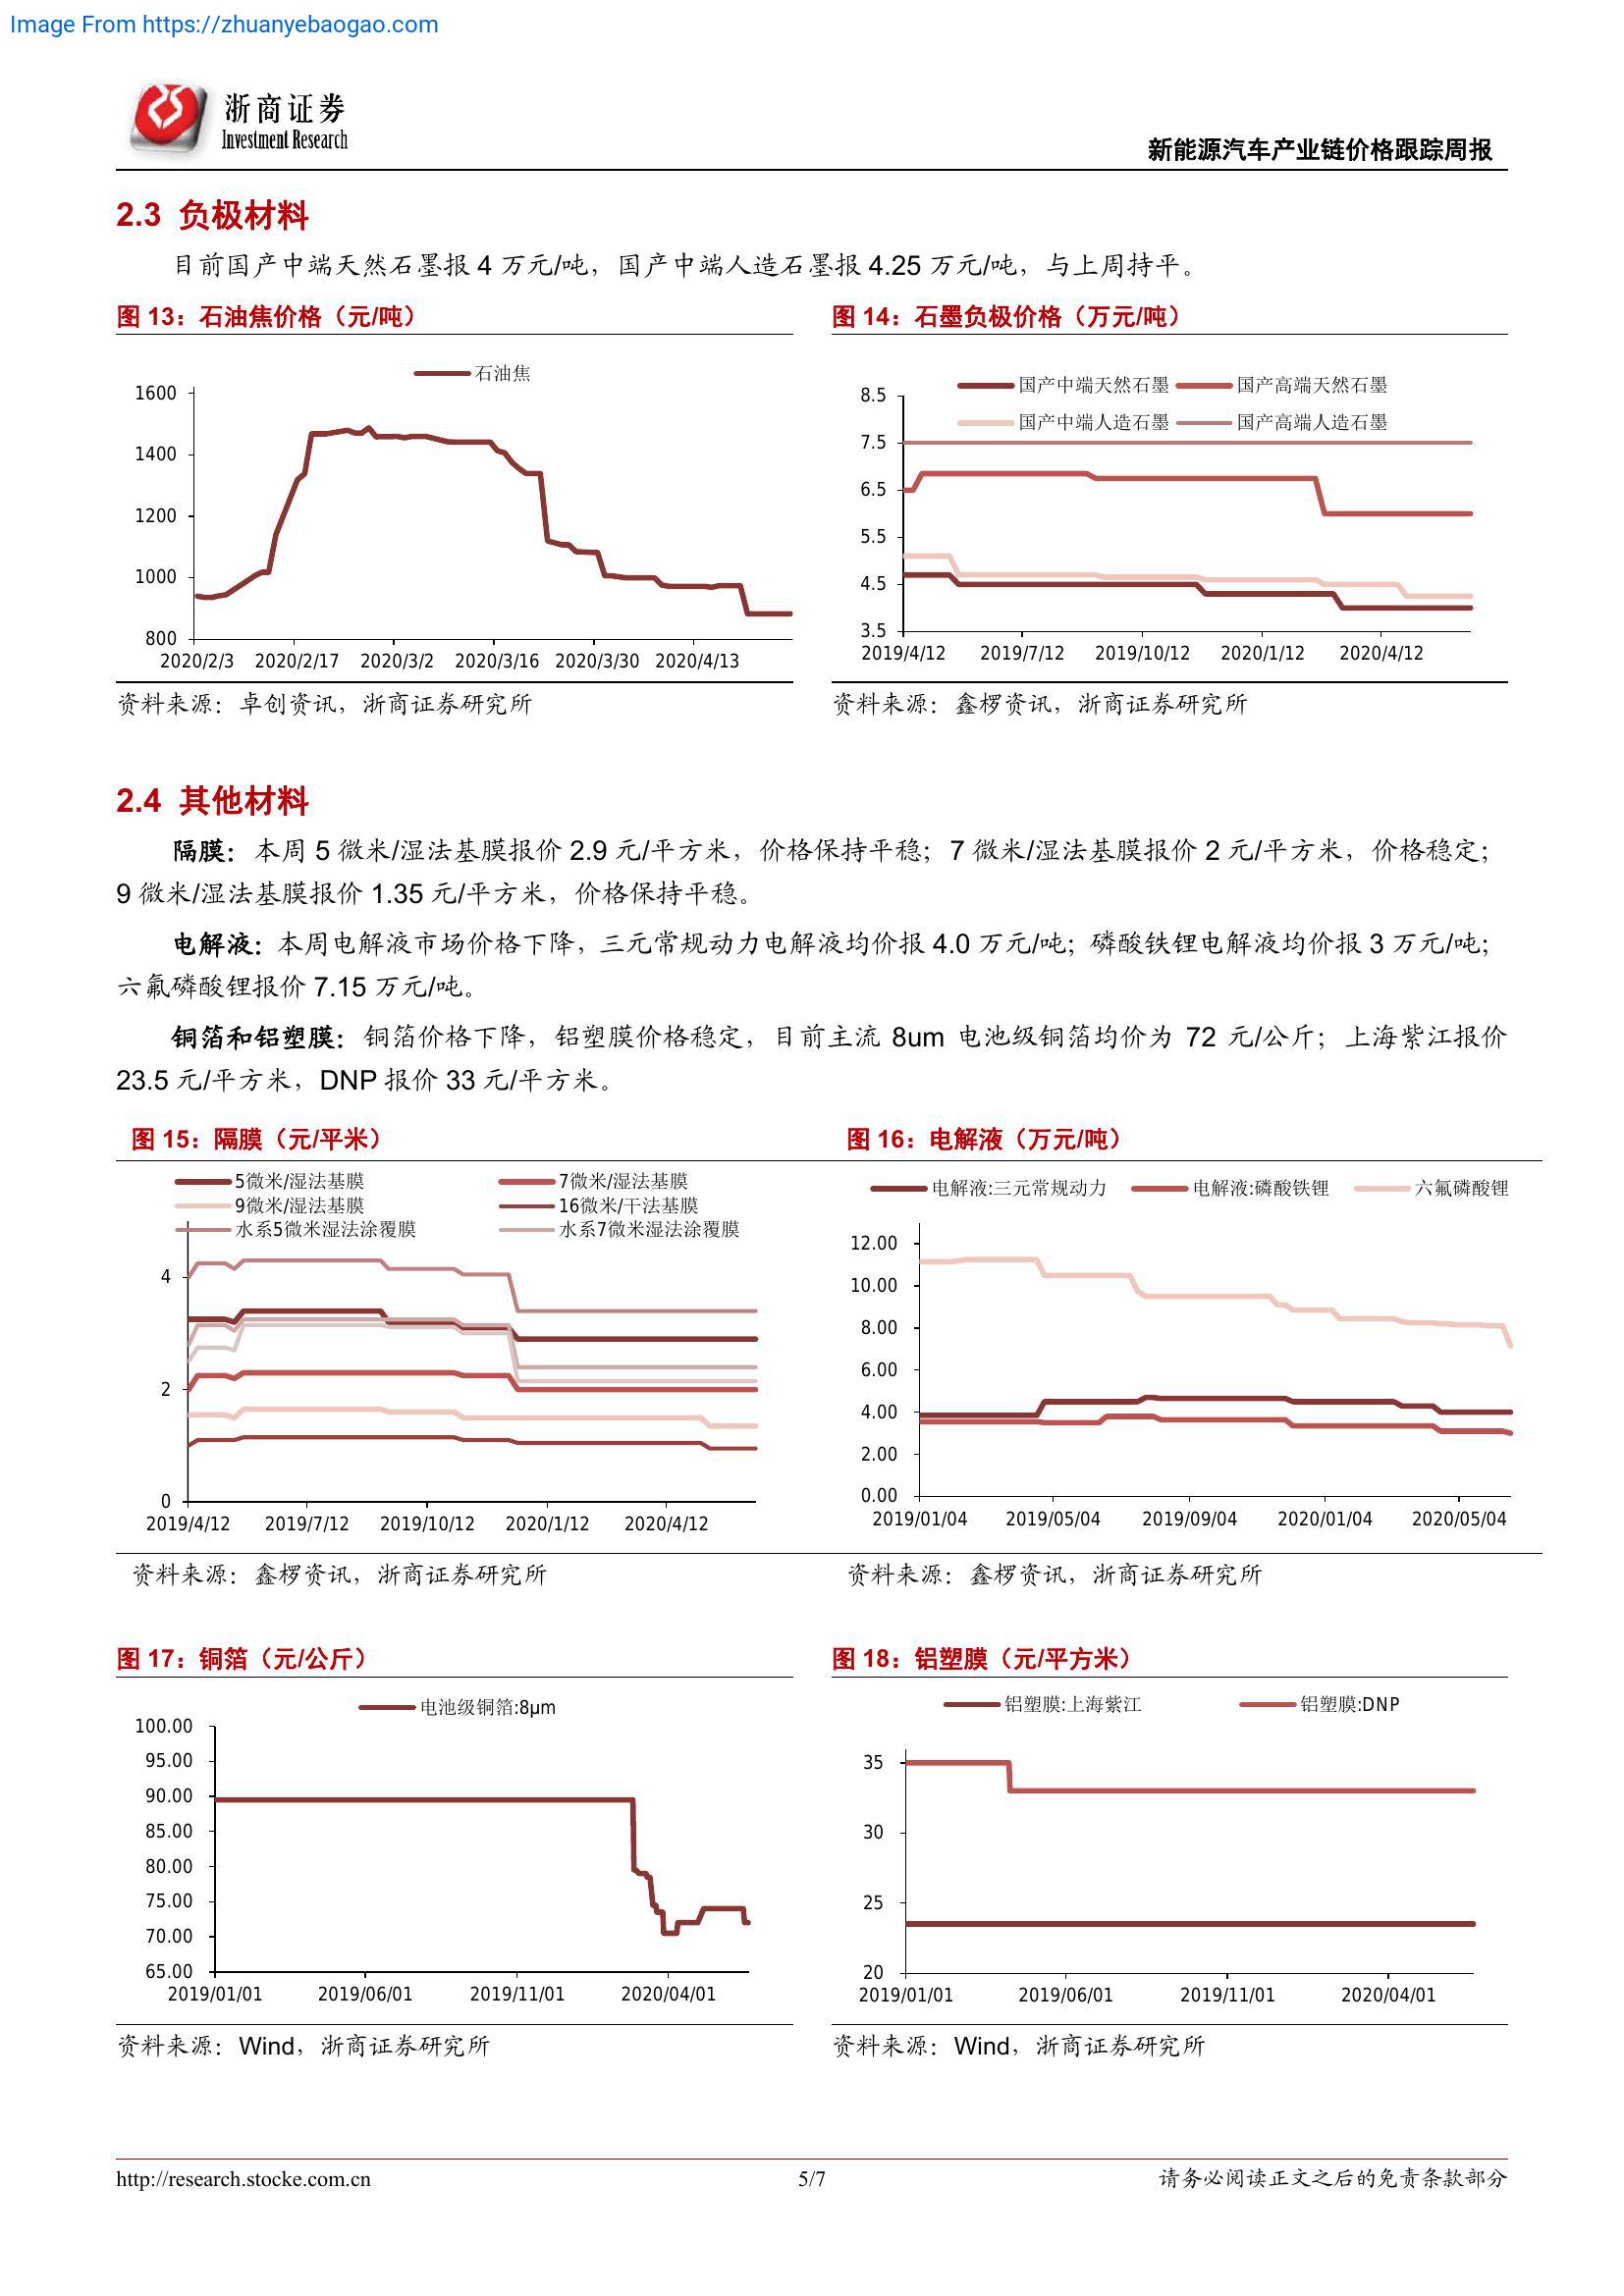 Image From https://zhuanyebaogao.com
浙商证券
Investment Research
新能源汽车产业链价格跟踪周报
2.3 负极材料
目前国产中端天然石墨报 4 万元/吨，国产中端人造石墨报 4.25 万元/吨，与上周持平。
图 13：石油焦价格（元/吨）
石油焦
1600
1400
1200
1000
800
2020/2/3 2020/2/17 2020/3/2 2020/3/16 2020/3/30 2020/4/13
资料来源：卓创资讯，浙商证券研究所
图 14：石墨负极价格（万元/吨）
国产中端天然石墨 国产高端天然石墨
国产中端人造石墨 国产高端人造石墨
8.5
7.5
6.5
5.5
4.5
3.5
2019/4/12 2019/7/12 2019/10/12 2020/1/12 2020/4/12
资料来源：鑫椤资讯，浙商证券研究所
2.4 其他材料
隔膜：本周 5 微米/湿法基膜报价 2.9 元/平方米，价格保持平稳；7 微米/湿法基膜报价 2 元/平方米，价格稳定；
9 微米/湿法基膜报价 1.35 元/平方米，价格保持平稳。
电解液：本周电解液市场价格下降，三元常规动力电解液均价报 4.0 万元/吨；磷酸铁锂电解液均价报 3 万元/吨；
六氟磷酸锂报价 7.15 万元/吨。
铜箔和铝塑膜：铜箔价格下降，铝塑膜价格稳定，目前主流 8um 电池级铜箔均价为 72 元/公斤；上海紫江报价
23.5 元/平方米，DNP 报价 33 元/平方米。
图 15：隔膜（元/平米）
5微米/湿法基膜 7微米/湿法基膜
9微米/湿法基膜 16微米/干法基膜
水系5微米湿法涂覆膜 水系7微米湿法涂覆膜
4
2
0
2019/4/12 2019/7/12 2019/10/12 2020/1/12 2020/4/12
资料来源：鑫椤资讯，浙商证券研究所
图 16：电解液（万元/吨）
电解液:三元常规动力 电解液:磷酸铁锂 六氟磷酸锂
12.00
10.00
8.00
6.00
4.00
2.00
0.00
2019/01/04 2019/05/04 2019/09/04 2020/01/04 2020/05/04
资料来源：鑫椤资讯，浙商证券研究所
图 17：铜箔（元/公斤）
电池级铜箔:8μm
100.00
95.00
90.00
85.00
80.00
75.00
70.00
65.00
2019/01/01 2019/06/01 2019/11/01 2020/04/01
资料来源：Wind，浙商证券研究所
图 18：铝塑膜（元/平方米）
铝塑膜:上海紫江 铝塑膜:DNP
35
30
25
20
2019/01/01 2019/06/01 2019/11/01 2020/04/01
资料来源：Wind，浙商证券研究所
http://research.stocke.com.cn 5/7 请务必阅读正文之后的免责条款部分